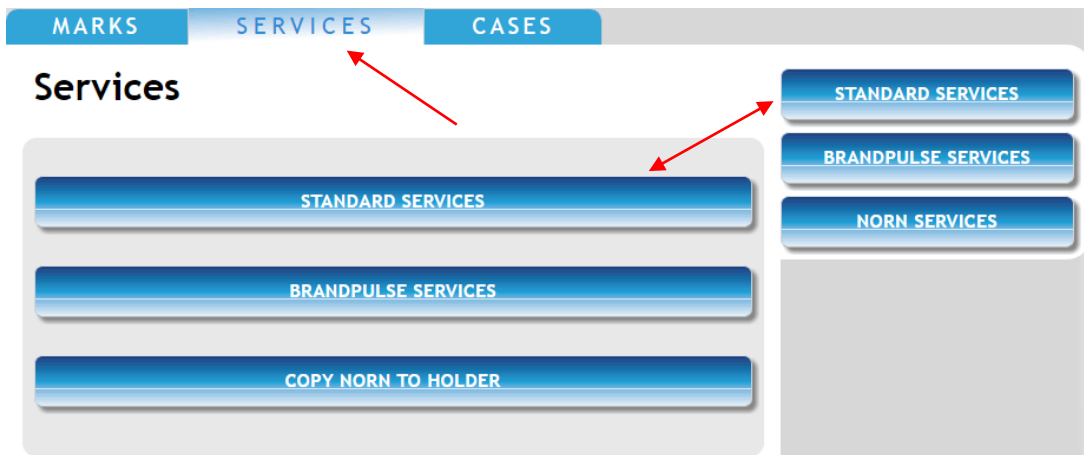 MARKS SERVICES CASES
Services
STANDARD SERVICES
BRANDPULSE SERVICES
COPY NORN TO HOLDER
STANDARD SERVICES
BRANDPULSE SERVICES
NORN SERVICES